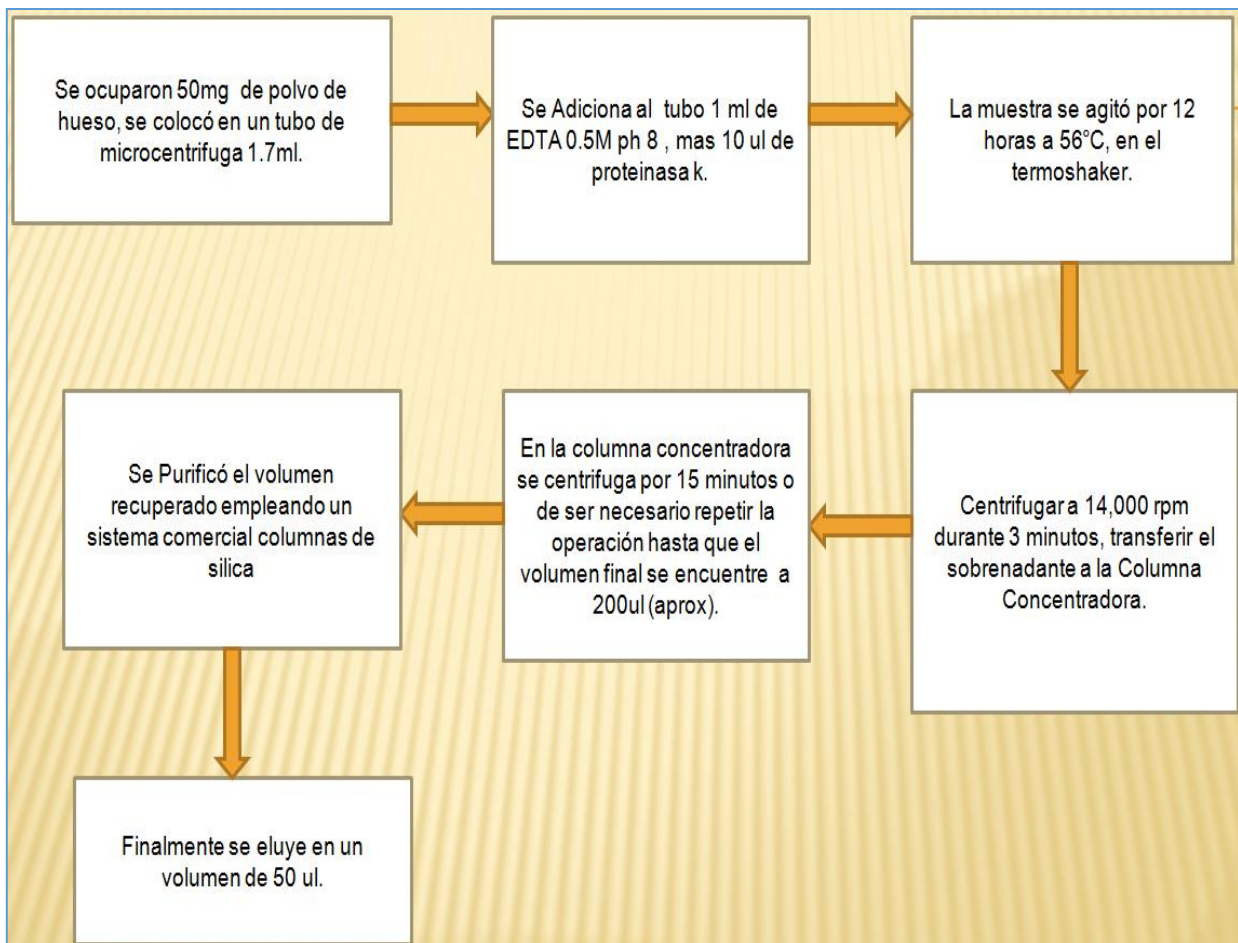 Se ocuparon 50mg de polvo de
hueso, se colocó en un tubo de
microcentrifuga 1.7ml.
Se Adiciona al tubo 1 ml de
EDTA 0.5M ph 8 , mas 10 ul de
proteinasa k.
La muestra se agitó por 12
horas a 56°C, en el
termoshaker.
Centrifugar a 14,000 rpm
durante 3 minutos, transferir el
sobrenadante a la Columna
Concentradora.
En la columna concentradora
se centrifuga por 15 minutos o
de ser necesario repetir la
operación hasta que el
volumen final se encuentre a
200ul (aprox).
Se Purificó el volumen
recuperado empleando un
sistema comercial columnas de
silica
Finalmente se eluye en un
volumen de 50 ul.